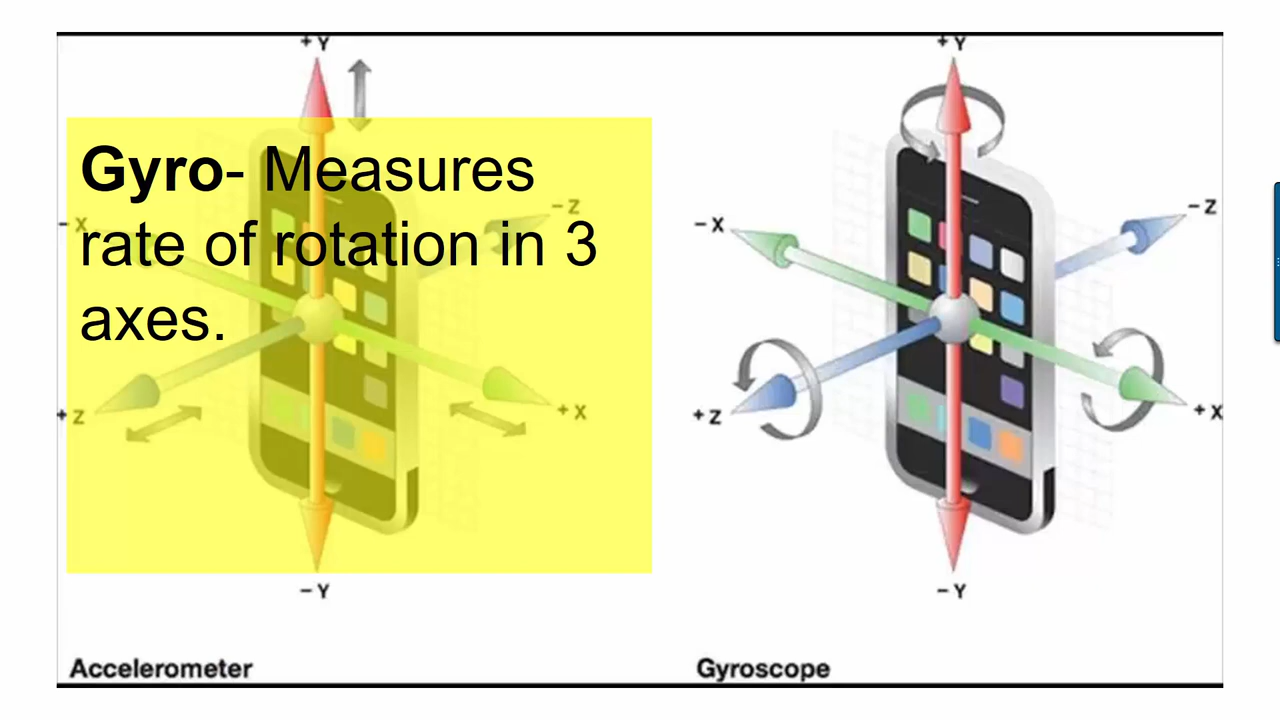 + Y
Gyro- Measures
rate of rotation in 3
axes.
- X
- Z
+ Z
+ X
- Y
Accelerometer
+ Y
- X
- Z
+ Z
+ X
- Y
Gyroscope